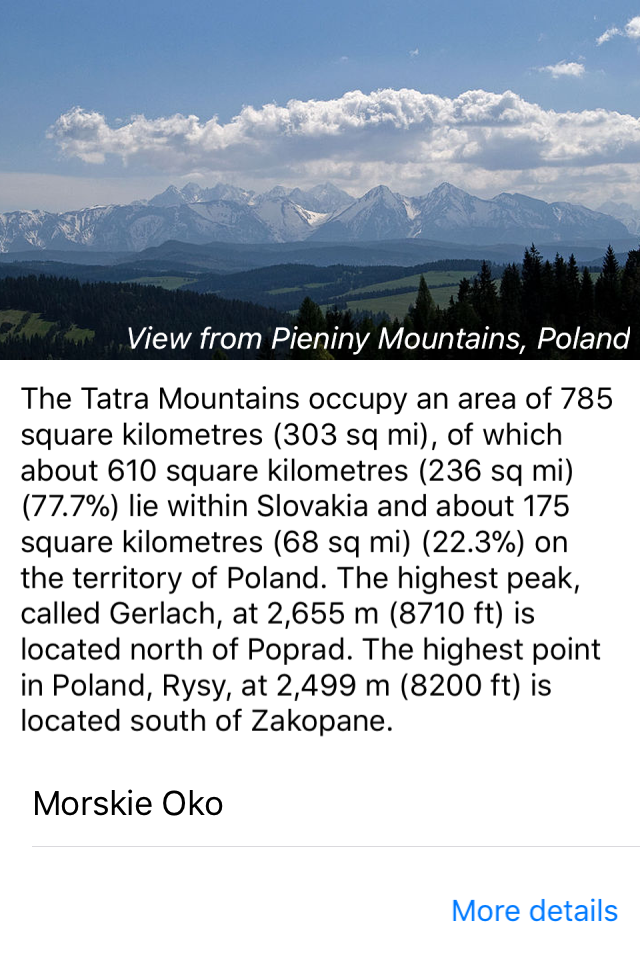 View from Pieniny Mountains, Poland
The Tatra Mountains occupy an area of 785
square kilometres (303 sq mi), of which
about 610 square kilometres (236 sq mi)
(77.7%) lie within Slovakia and about 175
square kilometres (68 sq mi) (22.3%) on
the territory of Poland. The highest peak,
called Gerlach, at 2,655 m (8710 ft) is
located north of Poprad. The highest point
in Poland, Rysy, at 2,499 m (8200 ft) is
located south of Zakopane.
Morskie Oko
More details